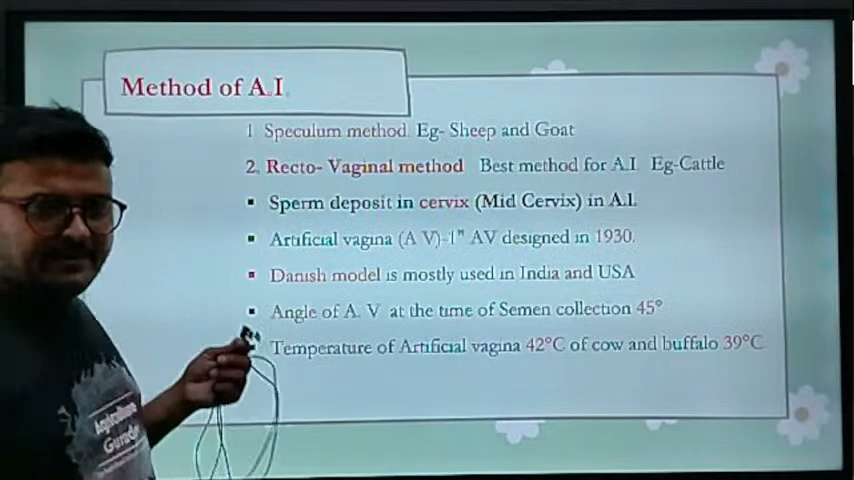 Method of A.I.
1 Speculum method. Eg- Sheep and Goat
2. Recto- Vaginal method Best method for A.I Eg-Cattle
▪ Sperm deposit in cervix (Mid Cervix) in A.I.
▪ Artificial vagina (A V)-1st AV designed in 1930.
▪ Danish model is mostly used in India and USA
▪ Angle of A. V at the time of Semen collection 45°
Temperature of Artificial vagina 42°C of cow and buffalo 39°C
Agriculture
Guruji